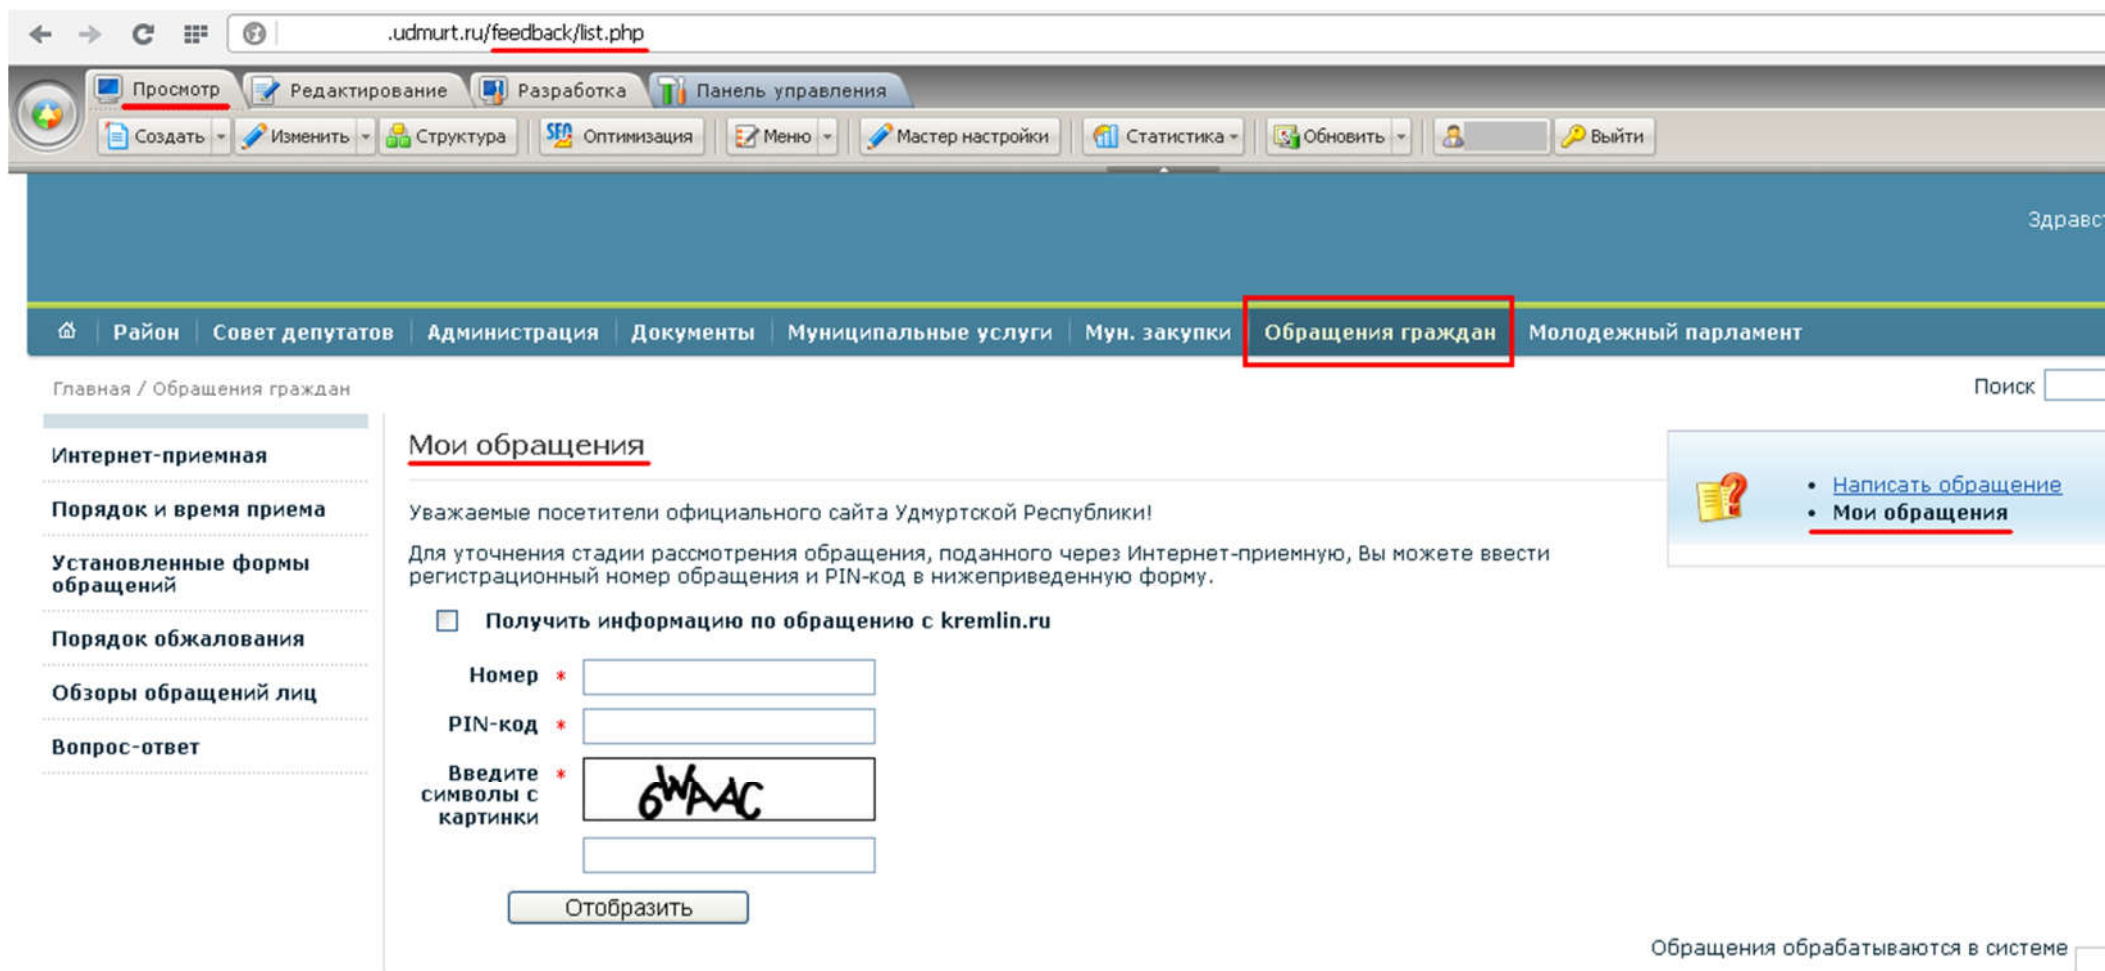 .udmurt.ru/feedback/list.php
Просмотр Редактирование Разработка Панель управления
Создать Изменить Структура SEO Оптимизация Меню Мастер настройки Статистика Обновить Выйти
Здравст
Район Совет депутатов Администрация Документы Муниципальные услуги Мун. закупки Обращения граждан Молодежный парламент
Главная / Обращения граждан
Поиск
Интернет-приемная
Порядок и время приема
Установленные формы
обращений
Порядок обжалования
Обзоры обращений лиц
Вопрос-ответ
Мои обращения
Уважаемые посетители официального сайта Удмуртской Республики!
Для уточнения стадии рассмотрения обращения, поданного через Интернет-приемную, Вы можете ввести
регистрационный номер обращения и PIN-код в нижеприведенную форму.
Получить информацию по обращению с kremlin.ru
Номер *
PIN-код *
Введите *
символы с
картинки
6WAAC
Отобразить
• Написать обращение
• Мои обращения
Обращения обрабатываются в системе